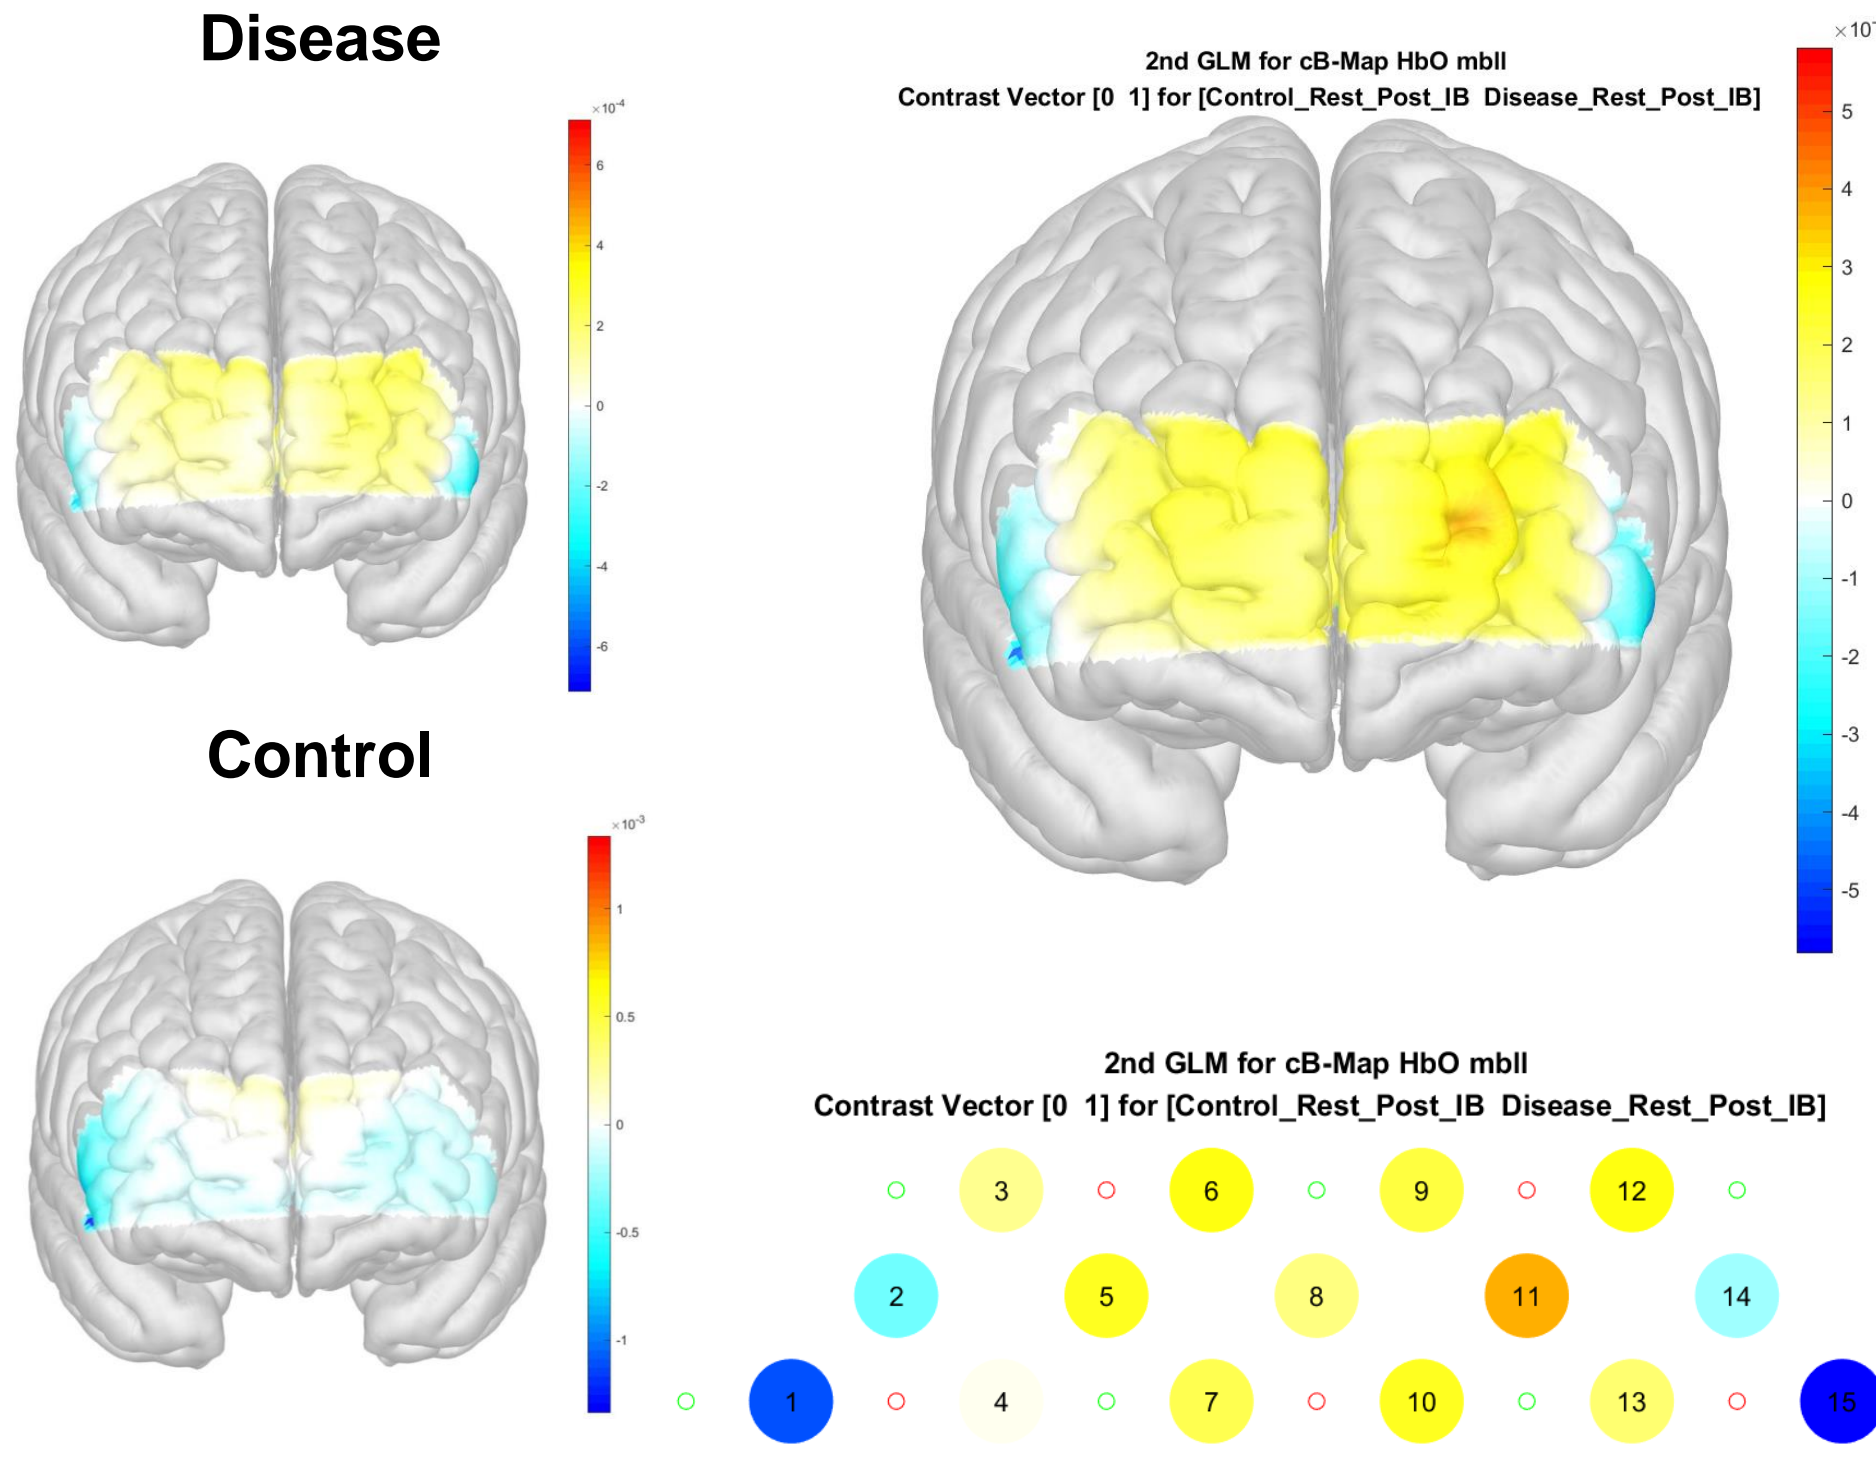 Disease
×10-4
6
4
2
0
-2
-4
-6
Control
×10-3
1
0.5
0
-0.5
-1
2nd GLM for cB-Map HbO mbll
Contrast Vector [0 1] for [Control_Rest_Post_IB Disease_Rest_Post_IB]
×10
5
4
3
2
1
0
-1
-2
-3
-4
-5
2nd GLM for cB-Map HbO mbll
Contrast Vector [0 1] for [Control_Rest_Post_IB Disease_Rest_Post_IB]
3 6 9 12
2 5 8 11 14
1 4 7 10 13 15